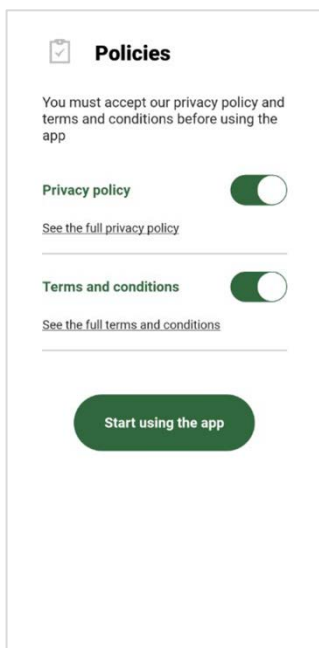 Policies
You must accept our privacy policy and
terms and conditions before using the
app
Privacy policy
See the full privacy policy
Terms and conditions
See the full terms and conditions
Start using the app